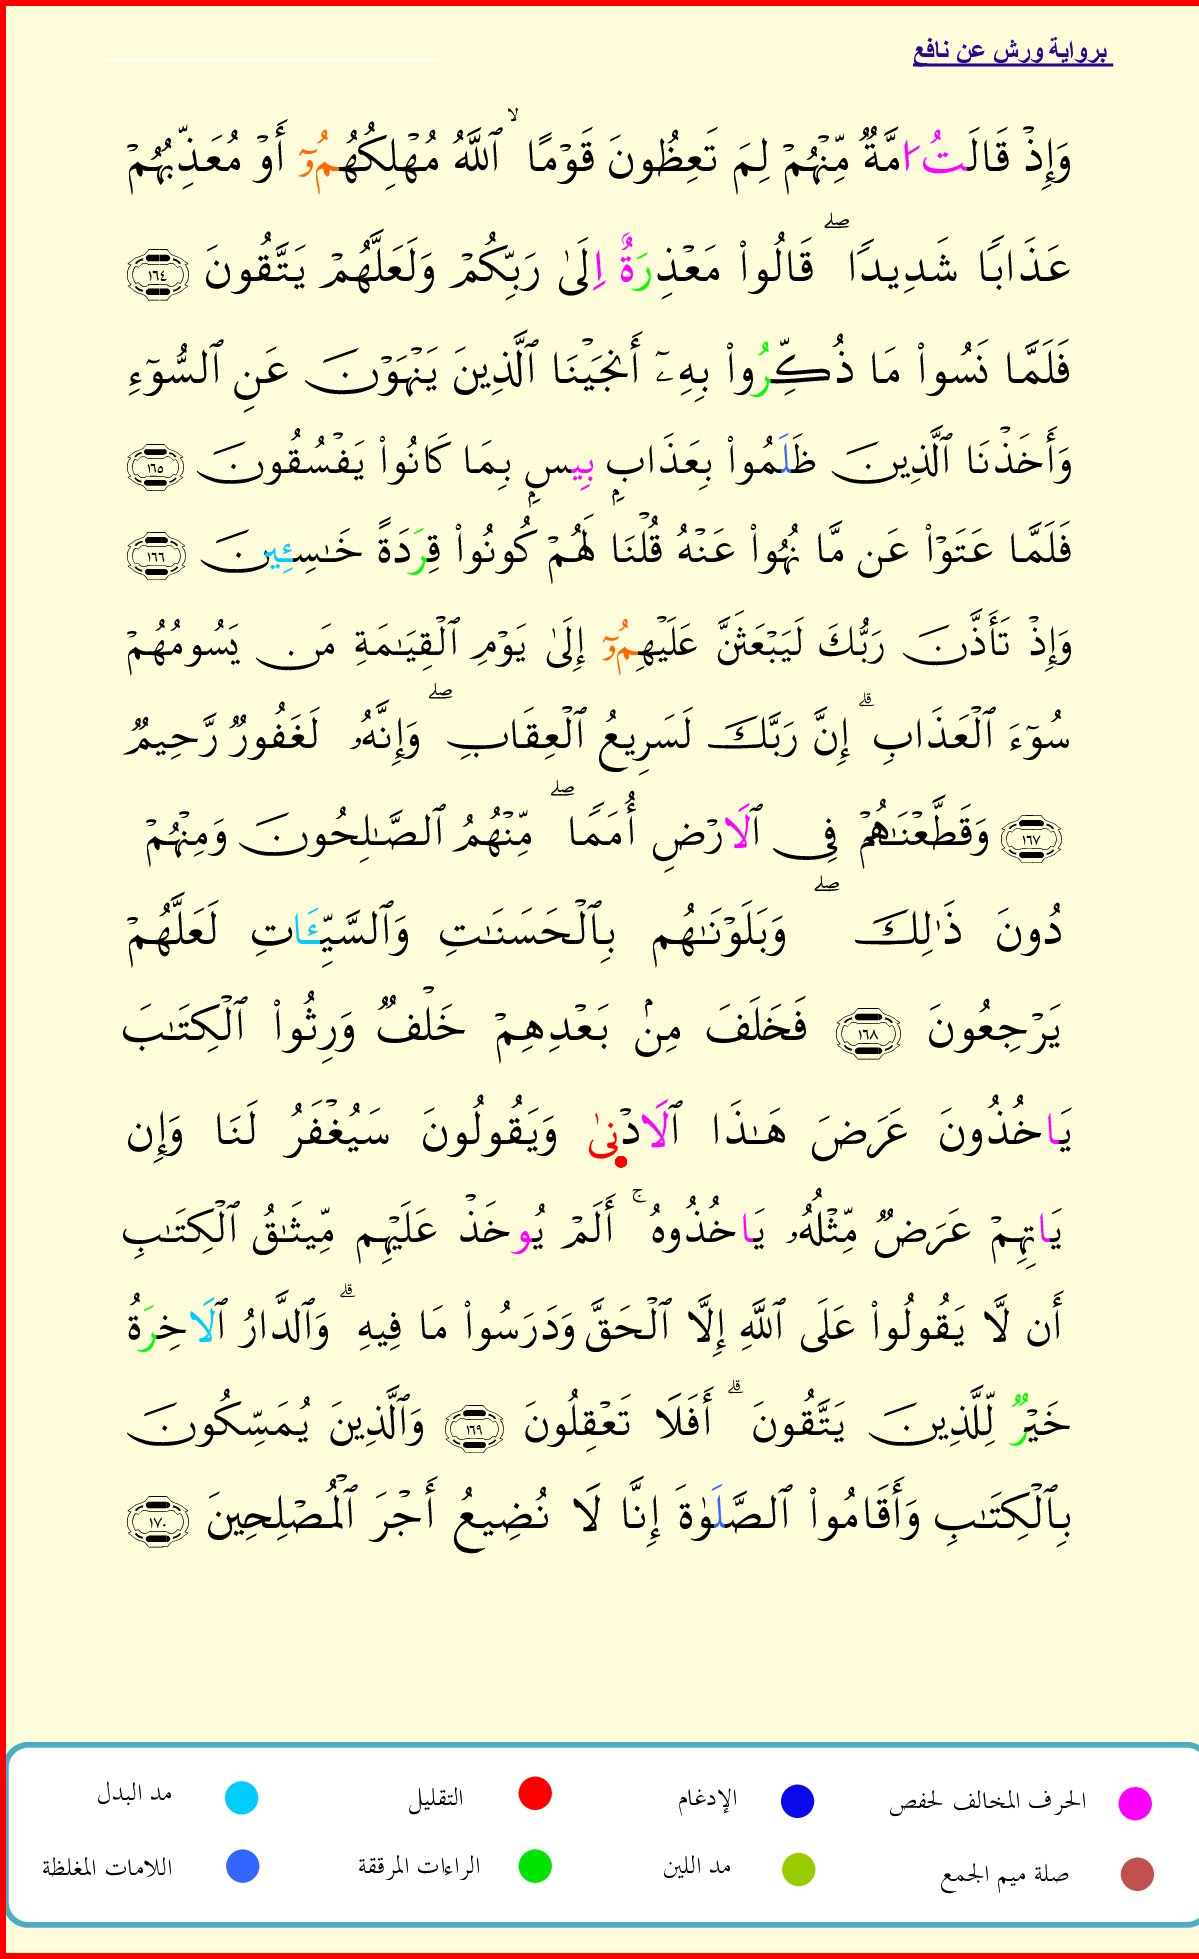 برواية ورش عن نافع
وَإِذْ قَالَتُ اُ۬مَّةٞ مِّنْهُمْ لِمَ تَعِظُونَ قَوْمًاۙ اَ۬للَّهُ مُهْلِكُهُمُۥٓ أَوْ مُعَذِّبُهُمْ
عَذَابٗا شَدِيدٗاۖ قَالُواْ مَعْذِرَةٌ اِلَىٰ رَبِّكُمْ وَلَعَلَّهُمْ يَتَّقُونَ ١٦٤
فَلَمَّا نَسُواْ مَا ذُكِّرُواْ بِهِۦٓ أَنجَيْنَا اَ۬لَّذِينَ يَنْهَوْنَ عَنِ اِ۬لسُّوٓءِ
وَأَخَذْنَا اَ۬لَّذِينَ ظَلَمُواْ بِعَذَابِۢ بِيسِۢ بِمَا كَانُواْ يَفْسُقُونَ ١٦٥
فَلَمَّا عَتَوْاْ عَن مَّا نُهُواْ عَنْهُ قُلْنَا لَهُمْ كُونُواْ قِرَدَةً خَٰسِـِٔينَ ١٦٦
وَإِذْ تَأَذَّنَ رَبُّكَ لَيَبْعَثَنَّ عَلَيْهِمُۥٓ إِلَىٰ يَوْمِ اِ۬لْقِيَٰمَةِ مَن يَسُومُهُمْ
سُوٓءَ اَ۬لْعَذَابِۗ إِنَّ رَبَّكَ لَسَرِيعُ اُ۬لْعِقَابِۖ وَإِنَّهُۥ لَغَفُورٞ رَّحِيمٞ
١٦٧ وَقَطَّعْنَٰهُمْ فِے اِ۬لَارْضِ أُمَمٗاۖ مِّنْهُمُ اُ۬لصَّٰلِحُونَ وَمِنْهُمْ
دُونَ ذَٰلِكَۖ وَبَلَوْنَٰهُم بِالْحَسَنَٰتِ وَالسَّيِّـَٔاتِ لَعَلَّهُمْ
يَرْجِعُونَ ١٦٨ فَخَلَفَ مِنۢ بَعْدِهِمْ خَلْفٞ وَرِثُواْ اُ۬لْكِتَٰبَ
يَاخُذُونَ عَرَضَ هَٰذَا اَ۬لَادْنۭىٰ وَيَقُولُونَ سَيُغْفَرُ لَنَا وَإِن
يَاتِهِمْ عَرَضٞ مِّثْلُهُۥ يَاخُذُوهُۚ أَلَمْ يُوخَذْ عَلَيْهِم مِّيثَٰقُ اُ۬لْكِتَٰبِ
أَن لَّا يَقُولُواْ عَلَى اَ۬للَّهِ إِلَّا اَ۬لْحَقَّ وَدَرَسُواْ مَا فِيهِۗ وَالدَّارُ اُ۬لَاخِرَةُ
خَيْرٞ لِّلَّذِينَ يَتَّقُونَۗ أَفَلَا تَعْقِلُونَ ١٦٩ وَالَّذِينَ يُمَسِّكُونَ
بِالْكِتَٰبِ وَأَقَامُواْ اُ۬لصَّلَوٰةَ إِنَّا لَا نُضِيعُ أَجْرَ اَ۬لْمُصْلِحِينَ ١٧٠
الحرف المخالف لحفص الإدغام التقليل مد البدل
صلة ميم الجمع مد اللين الراءات المرققة اللامات المغلظة